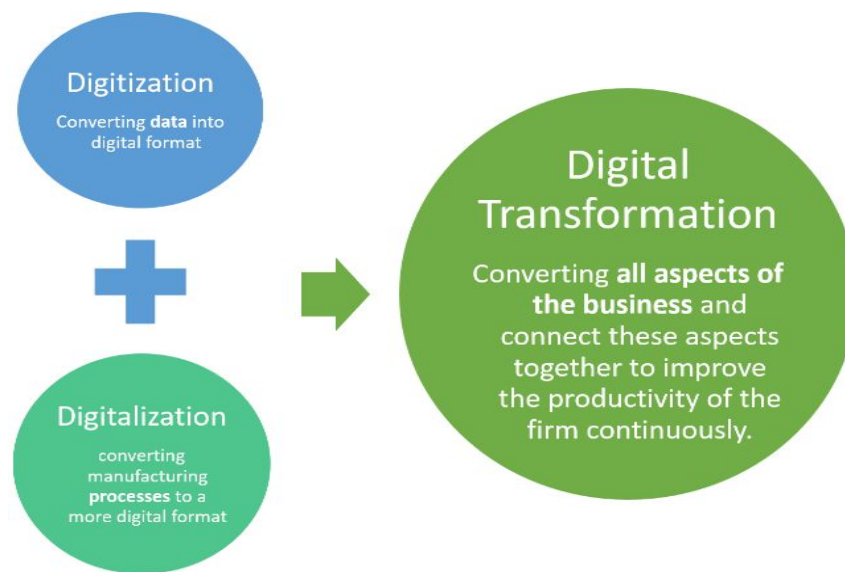 Digitization
Converting data into
digital format
Digitalization
converting
manufacturing
processes to a
more digital format
Digital
Transformation
Converting all aspects of
the business and
connect these aspects
together to improve
the productivity of the
firm continuously.